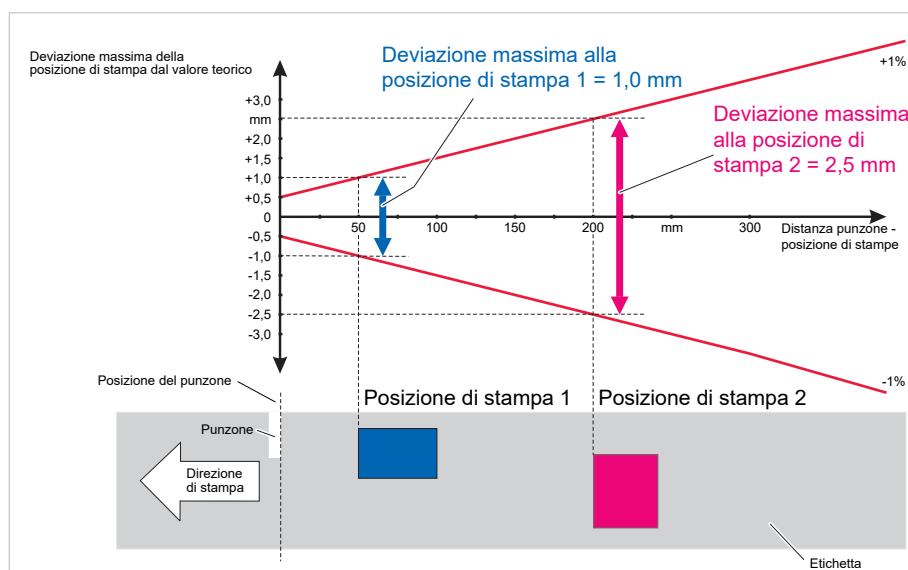 Deviazione massima della
posizione di stampa dal valore teorico
Deviazione massima alla
posizione di stampa 1 = 1,0 mm
+1%
Deviazione massima
alla posizione di
stampa 2 = 2,5 mm
+3,0
mm
+2,0
+1,5
+1,0
+0,5
0
-0,5
-1,0
-1,5
-2,0
-2,5
-3,0
50
100
150
200
mm
300
Distanza punzone -
posizione di stampe
-1%
Posizione del punzone
Posizione di stampa 1
Posizione di stampa 2
Punzone
Direzione
di stampa
Etichetta